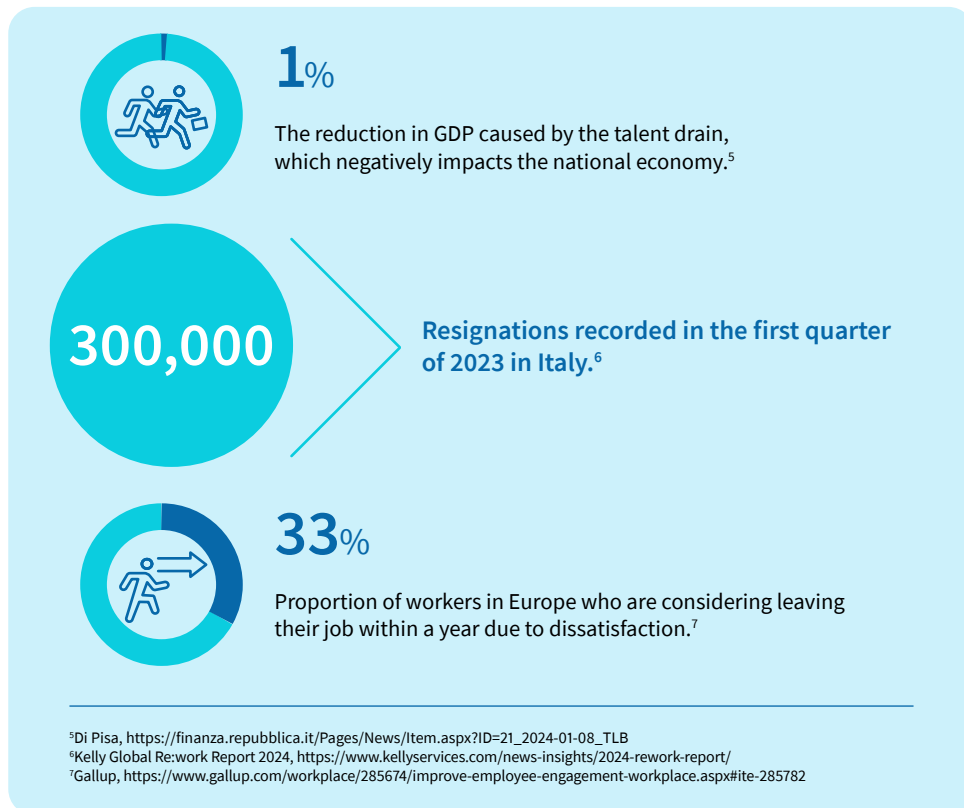 1%
The reduction in GDP caused by the talent drain,
which negatively impacts the national economy.⁵
300,000
Resignations recorded in the first quarter
of 2023 in Italy.⁶
33%
Proportion of workers in Europe who are considering leaving
their job within a year due to dissatisfaction.⁷
⁵Di Pisa, https://finanza.repubblica.it/Pages/News/Item.aspx?ID=21_2024-01-08_TLB
⁶Kelly Global Re:work Report 2024, https://www.kellyservices.com/news-insights/2024-rework-report/
⁷Gallup, https://www.gallup.com/workplace/285674/improve-employee-engagement-workplace.aspx#ite-285782